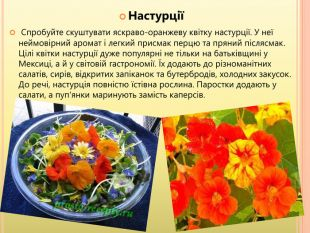 Настурції
Спробуйте скуштувати яскраво-оранжеву квітку настурції. У неї
неймовірний аромат і легкий присмак перцю та пряний післясмак.
Цілі квітки настурції дуже популярні не тільки на батьківщині у
Мексиці, а й у світовій гастрономії. Їх додають до різноманітних
салатів, сирів, відкритих запіканок та бутербродів, холодних закусок.
До речі, настурція повністю їстівна рослина. Паростки додають у
салати, а пуп'янки маринують замість каперсів.